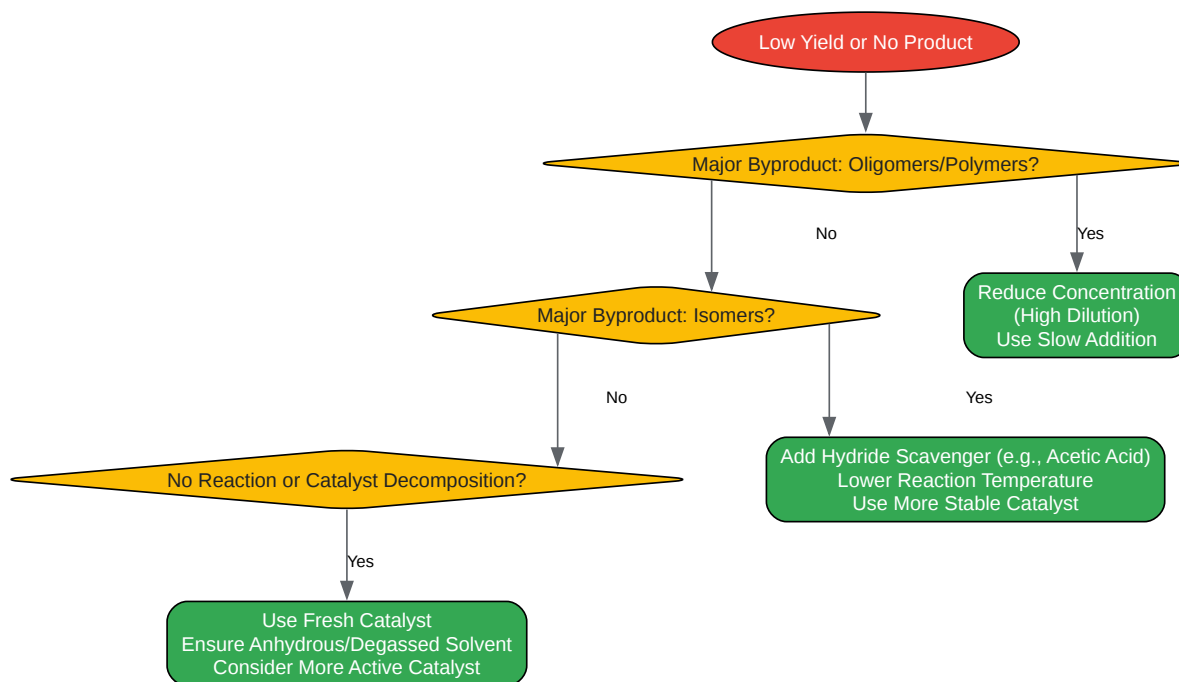 Low Yield or No Product
Major Byproduct: Oligomers/Polymers?
No
Yes
Reduce Concentration
(High Dilution)
Use Slow Addition
Major Byproduct: Isomers?
No
Yes
Add Hydride Scavenger (e.g., Acetic Acid)
Lower Reaction Temperature
Use More Stable Catalyst
No Reaction or Catalyst Decomposition?
Yes
Use Fresh Catalyst
Ensure Anhydrous/Degassed Solvent
Consider More Active Catalyst